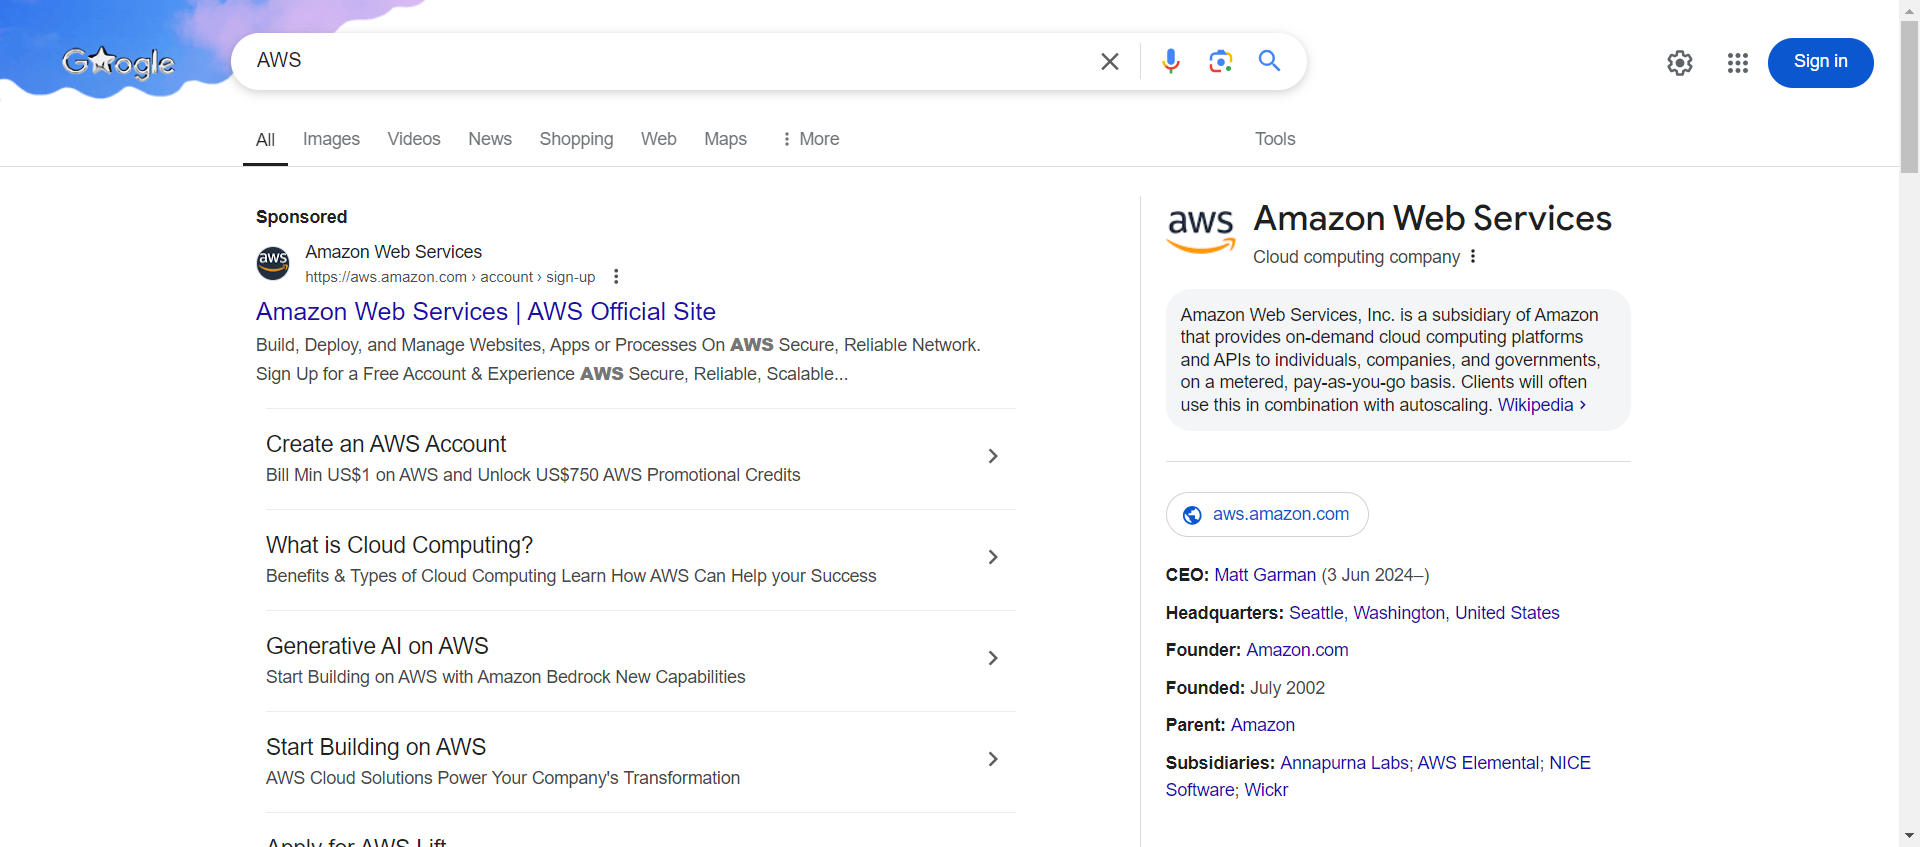 Google
AWS
Sign in
All
Images
Videos
News
Shopping
Web
Maps
More
Tools
Sponsored
aws
Amazon Web Services
https://aws.amazon.com › account › sign-up
Amazon Web Services | AWS Official Site
Build, Deploy, and Manage Websites, Apps or Processes On AWS Secure, Reliable Network.
Sign Up for a Free Account & Experience AWS Secure, Reliable, Scalable...
Create an AWS Account
Bill Min US$1 on AWS and Unlock US$750 AWS Promotional Credits
What is Cloud Computing?
Benefits & Types of Cloud Computing Learn How AWS Can Help your Success
Generative AI on AWS
Start Building on AWS with Amazon Bedrock New Capabilities
Start Building on AWS
AWS Cloud Solutions Power Your Company's Transformation
Apply for AWS Lift
aws
Amazon Web Services
Cloud computing company
Amazon Web Services, Inc. is a subsidiary of Amazon
that provides on-demand cloud computing platforms
and APIs to individuals, companies, and governments,
on a metered, pay-as-you-go basis. Clients will often
use this in combination with autoscaling. Wikipedia ›
aws.amazon.com
CEO: Matt Garman (3 Jun 2024–)
Headquarters: Seattle, Washington, United States
Founder: Amazon.com
Founded: July 2002
Parent: Amazon
Subsidiaries: Annapurna Labs; AWS Elemental; NICE
Software; Wickr